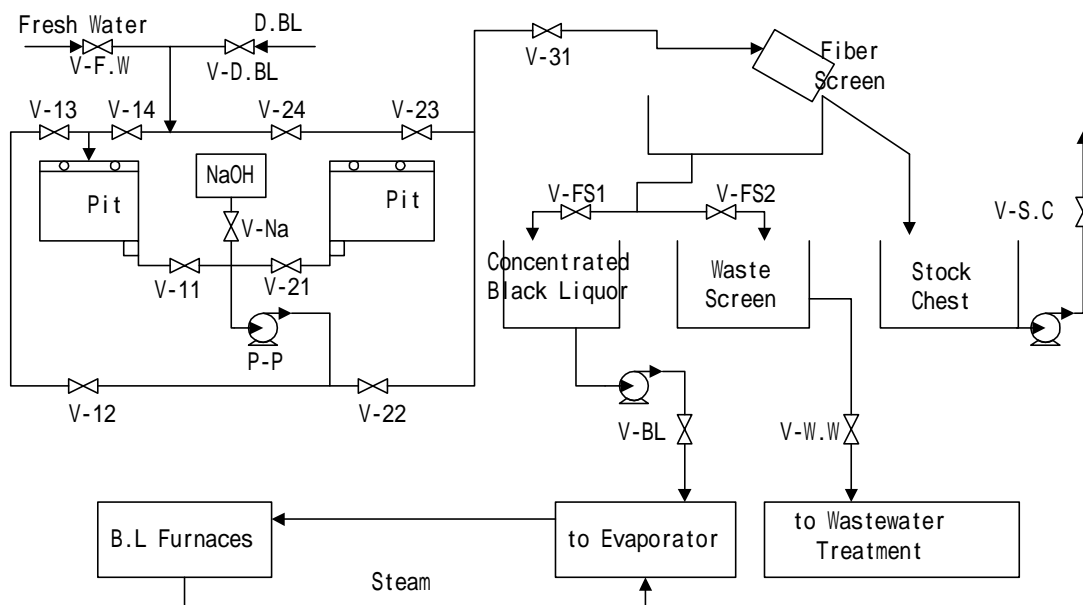 Fresh Water
D.BL
V-F.W
V-D.BL
V-31
Fiber
Screen
V-13
V-14
V-24
V-23
NaOH
Pit
Pit
V-Na
V-FS1
V-FS2
V-S.C
V-11
V-21
Concentrated
Black Liquor
Waste
Screen
Stock
Chest
P-P
V-12
V-22
V-BL
V-W.W
B.L Furnaces
to Evaporator
to Wastewater
Treatment
Steam